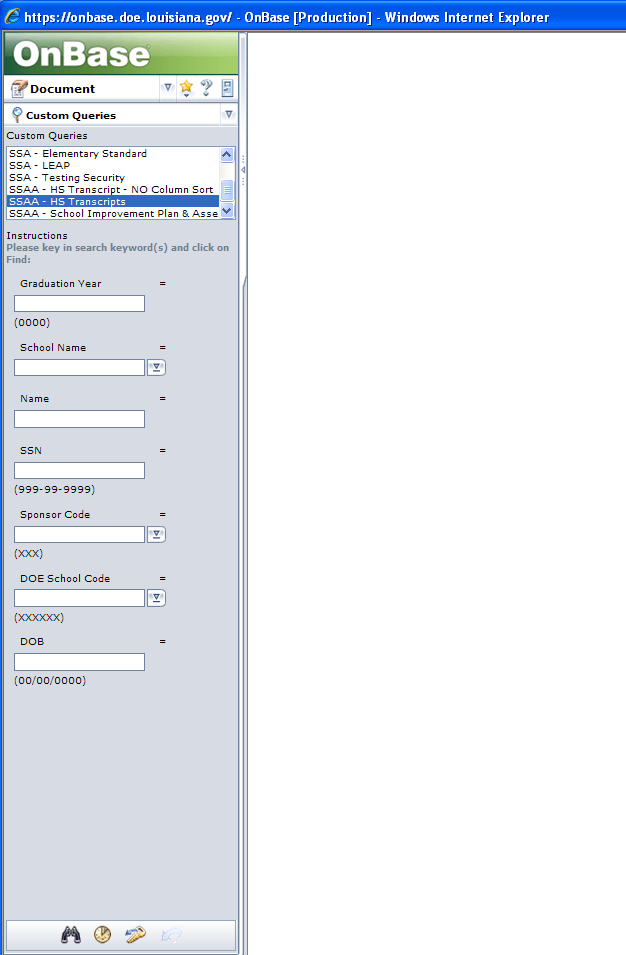 https://onbase.doe.louisiana.gov/ - OnBase [Production] - Windows Internet Explorer
OnBase
Document
Custom Queries
Custom Queries
SSA - Elementary Standard
SSA - LEAP
SSA - Testing Security
SSAA - HS Transcript - NO Column Sort
SSAA - HS Transcripts
SSAA - School Improvement Plan & Asse
Instructions
Please key in search keyword(s) and click on
Find:
Graduation Year =
(0000)
School Name =
Name =
SSN =
(999-99-9999)
Sponsor Code =
(XXX)
DOE School Code =
(XXXXXX)
DOB =
(00/00/0000)